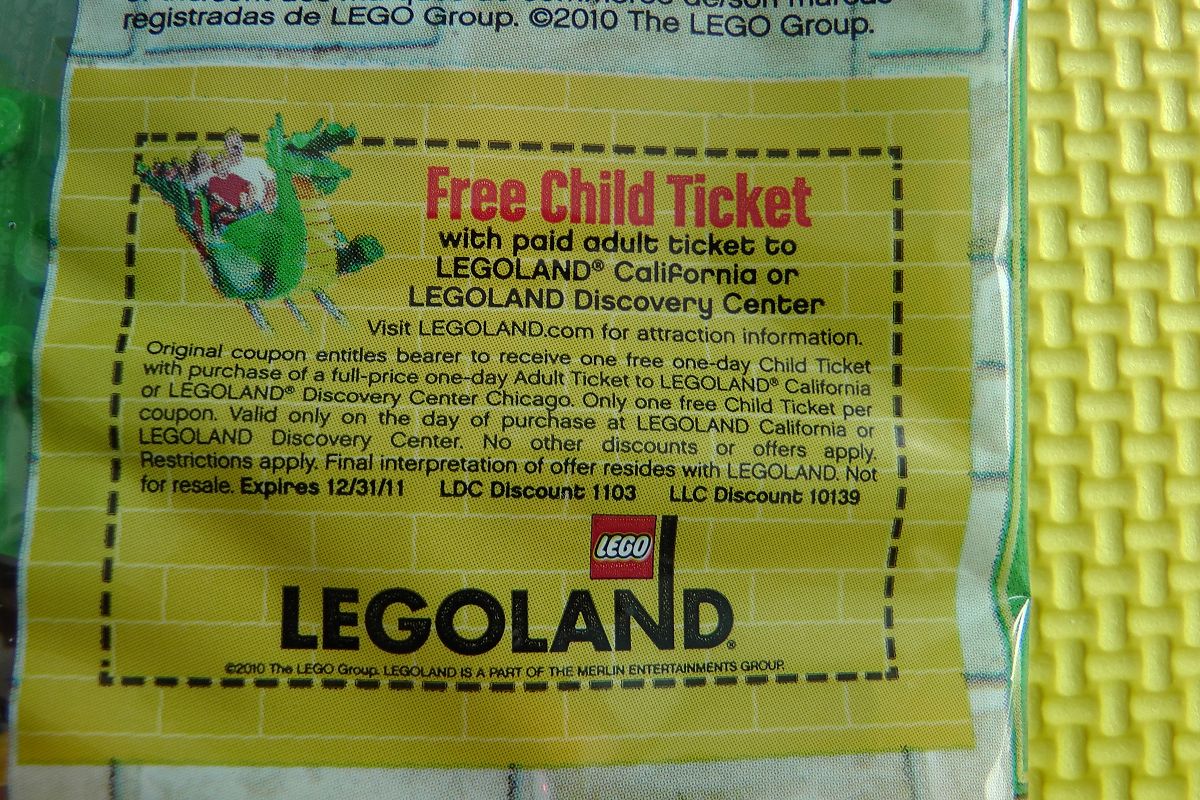 registradas de LEGO Group. ©2010 The LEGO Group.
Free Child Ticket
with paid adult ticket to
LEGOLAND® California or
LEGOLAND Discovery Center
Visit LEGOLAND.com for attraction information.
Original coupon entitles bearer to receive one free one-day Child Ticket
with purchase of a full-price one-day Adult Ticket to LEGOLAND® California
or LEGOLAND® Discovery Center Chicago. Only one free Child Ticket per
coupon. Valid only on the day of purchase at LEGOLAND California or
LEGOLAND Discovery Center. No other discounts or offers apply.
Restrictions apply. Final interpretation of offer resides with LEGOLAND. Not
for resale. Expires 12/31/11 LDC Discount 1103 LLC Discount 10139
LEGO
LEGOLAND®
©2010 The LEGO Group. LEGOLAND IS A PART OF THE MERLIN ENTERTAINMENTS GROUP.